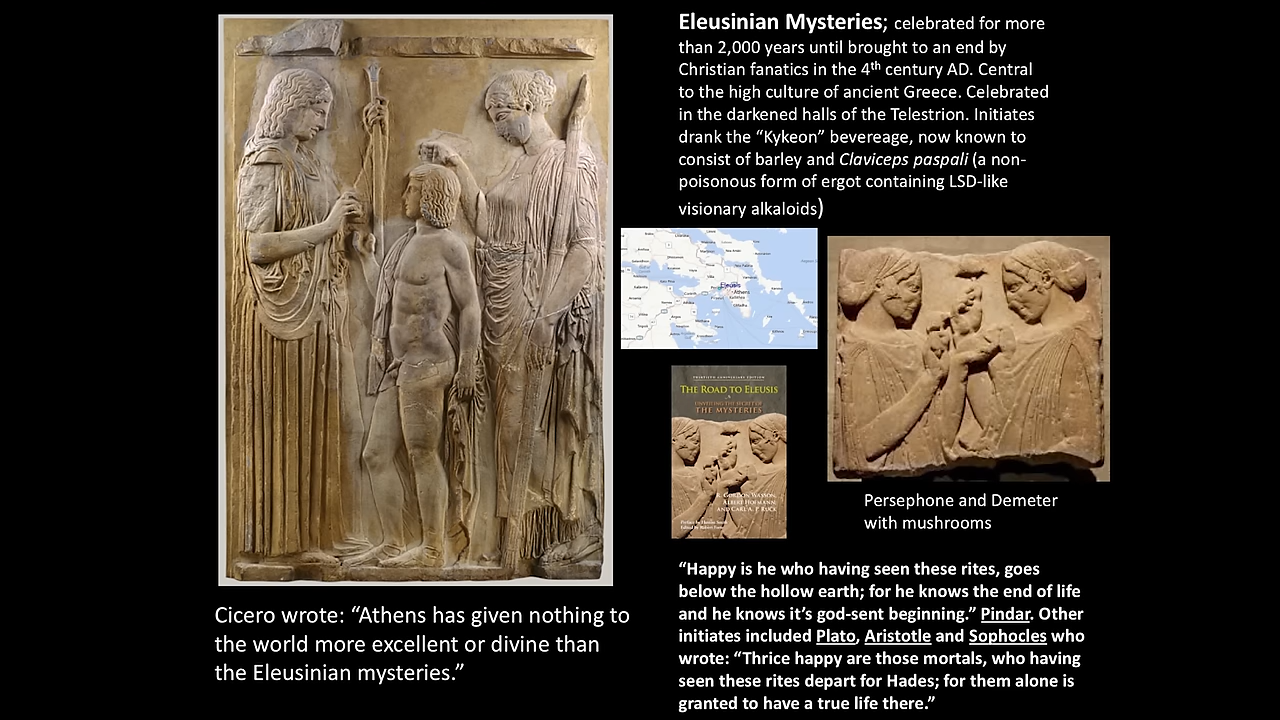 Eleusinian Mysteries; celebrated for more
than 2,000 years until brought to an end by
Christian fanatics in the 4th century AD. Central
to the high culture of ancient Greece. Celebrated
in the darkened halls of the Telestrion. Initiates
drank the “Kykeon” bevereage, now known to
consist of barley and Claviceps paspali (a non-
poisonous form of ergot containing LSD-like
visionary alkaloids)
Eleusis
Athens
THE ROAD TO ELEUSIS
UNVEILING THE SECRET OF
THE MYSTERIES
R. GORDON WASSON,
ALBERT HOFMANN,
AND CARL A. P. RUCK
Persephone and Demeter
with mushrooms
“Happy is he who having seen these rites, goes
below the hollow earth; for he knows the end of life
and he knows it’s god-sent beginning.” Pindar. Other
initiates included Plato, Aristotle and Sophocles who
wrote: “Thrice happy are those mortals, who having
seen these rites depart for Hades; for them alone is
granted to have a true life there.”
Cicero wrote: “Athens has given nothing to
the world more excellent or divine than
the Eleusinian mysteries.”